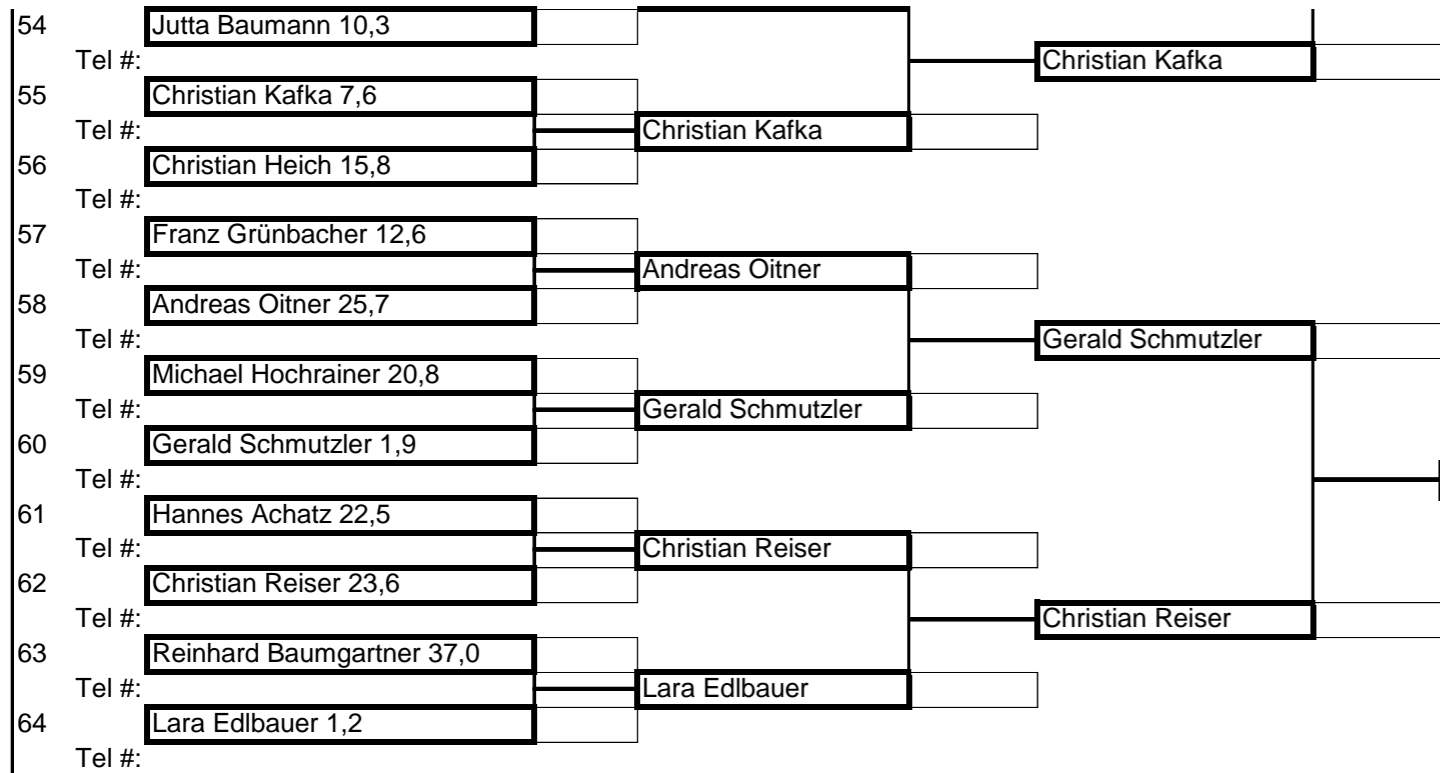 54 Jutta Baumann 10,3
Tel #: Christian Kafka
55 Christian Kafka 7,6
Tel #: Christian Kafka
56 Christian Heich 15,8
Tel #:
57 Franz Grünbacher 12,6
Tel #: Andreas Oitner
58 Andreas Oitner 25,7
Tel #: Gerald Schmutzler
59 Michael Hochrainer 20,8
Tel #: Gerald Schmutzler
60 Gerald Schmutzler 1,9
Tel #:
61 Hannes Achatz 22,5
Tel #: Christian Reiser
62 Christian Reiser 23,6
Tel #: Christian Reiser
63 Reinhard Baumgartner 37,0
Tel #: Lara Edlbauer
64 Lara Edlbauer 1,2
Tel #: